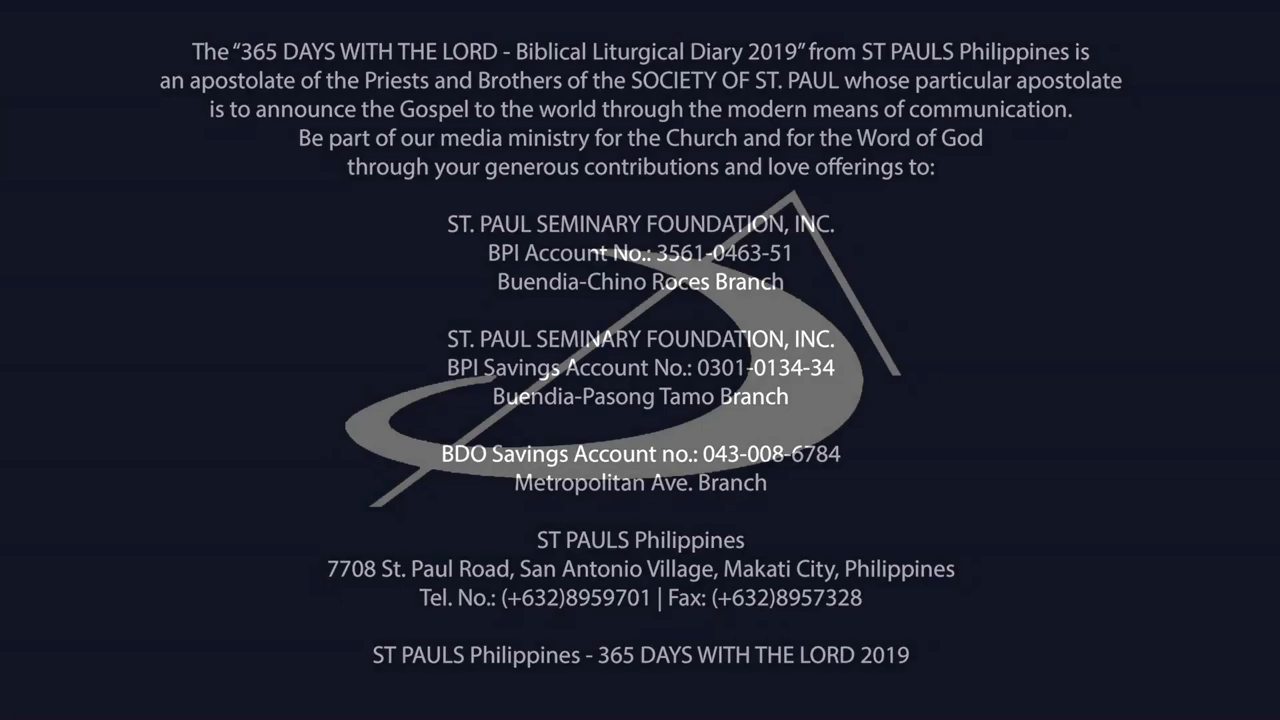 The “365 DAYS WITH THE LORD - Biblical Liturgical Diary 2019” from ST PAULS Philippines is
an apostolate of the Priests and Brothers of the SOCIETY OF ST. PAUL whose particular apostolate
is to announce the Gospel to the world through the modern means of communication.
Be part of our media ministry for the Church and for the Word of God
through your generous contributions and love offerings to:
ST. PAUL SEMINARY FOUNDATION, INC.
BPI Account No.: 3561-0463-51
Buendia-Chino Roces Branch
ST. PAUL SEMINARY FOUNDATION, INC.
BPI Savings Account No.: 0301-0134-34
Buendia-Pasong Tamo Branch
BDO Savings Account no.: 043-008-6784
Metropolitan Ave. Branch
ST PAULS Philippines
7708 St. Paul Road, San Antonio Village, Makati City, Philippines
Tel. No.: (+632)8959701 | Fax: (+632)8957328
ST PAULS Philippines - 365 DAYS WITH THE LORD 2019